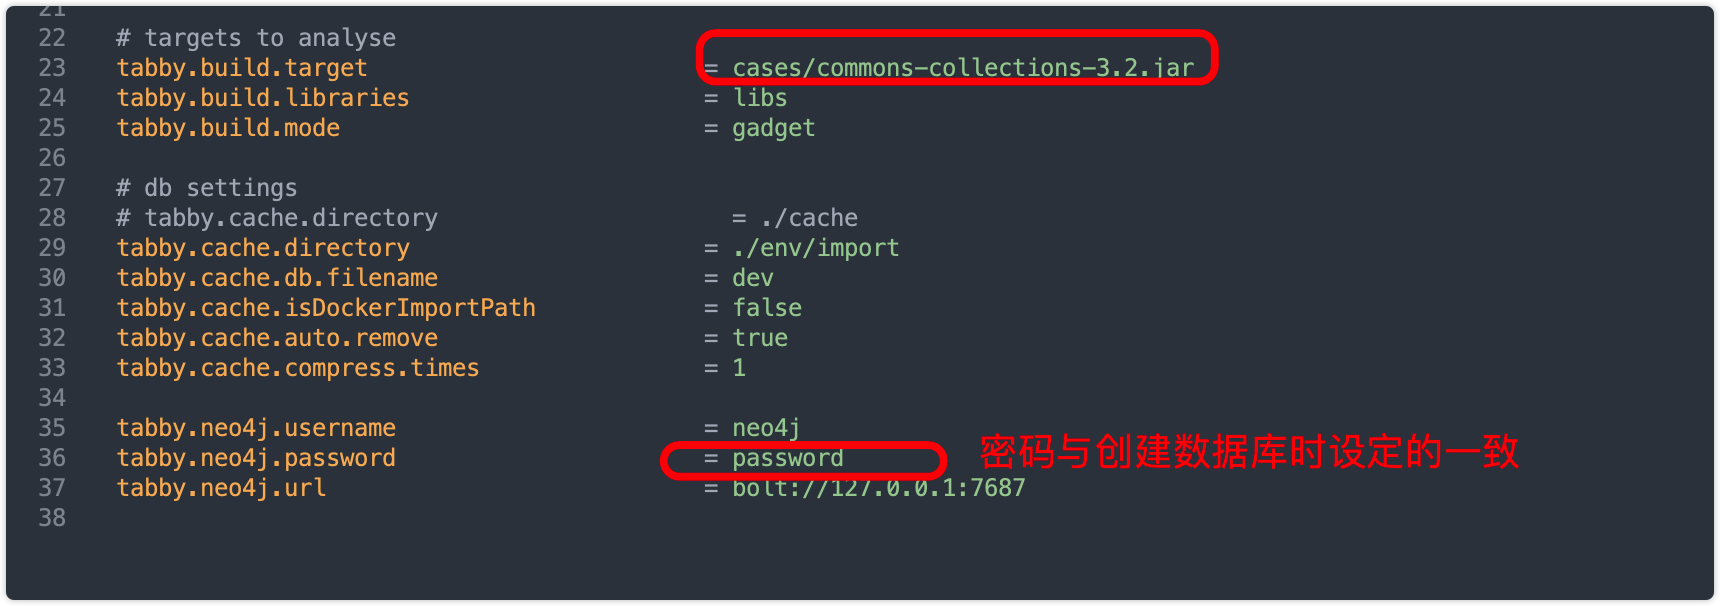 21
22 # targets to analyse
23 tabby.build.target = cases/commons-collections-3.2.jar
24 tabby.build.libraries = libs
25 tabby.build.mode = gadget
26
27 # db settings
28 # tabby.cache.directory = ./cache
29 tabby.cache.directory = ./env/import
30 tabby.cache.db.filename = dev
31 tabby.cache.isDockerImportPath = false
32 tabby.cache.auto.remove = true
33 tabby.cache.compress.times = 1
34
35 tabby.neo4j.username = neo4j
36 tabby.neo4j.password = password 密码与创建数据库时设定的一致
37 tabby.neo4j.url = bolt://127.0.0.1:7687
38